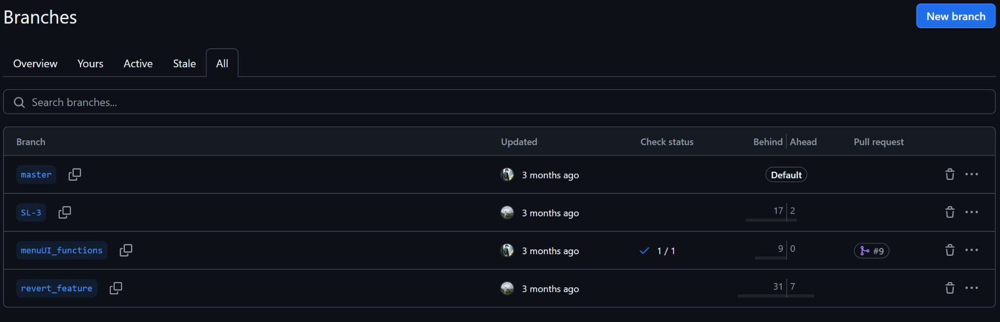 Branches
New branch
Overview Yours Active Stale All
Search branches...
Branch Updated Check status Behind Ahead Pull request
master 3 months ago Default
SL-3 3 months ago 17 2
menuUI_functions 3 months ago 1 / 1 9 0 #9
revert_feature 3 months ago 31 7